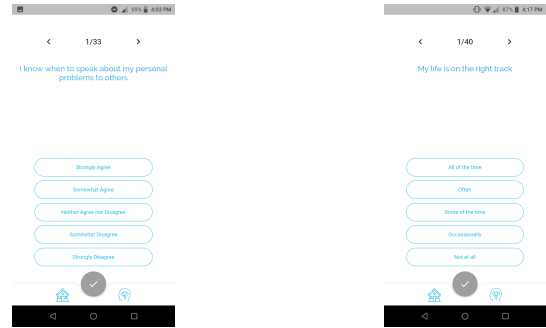 59% 4:03 PM
1/33
I know when to speak about my personal
problems to others
Strongly Agree
Somewhat Agree
Neither Agree nor Disagree
Somewhat Disagree
Strongly Disagree
87% 4:17 PM
1/40
My life is on the right track
All of the time
Often
Some of the time
Occassionally
Not at all